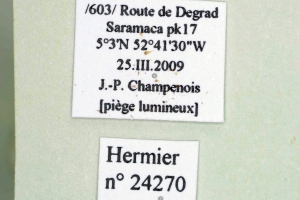 /603/ Route de Degrad
Saramaca pk17
5°3'N 52°41'30"W
25.III.2009
J.-P. Champenois
[piège lumineux]
Hermier
n° 24270